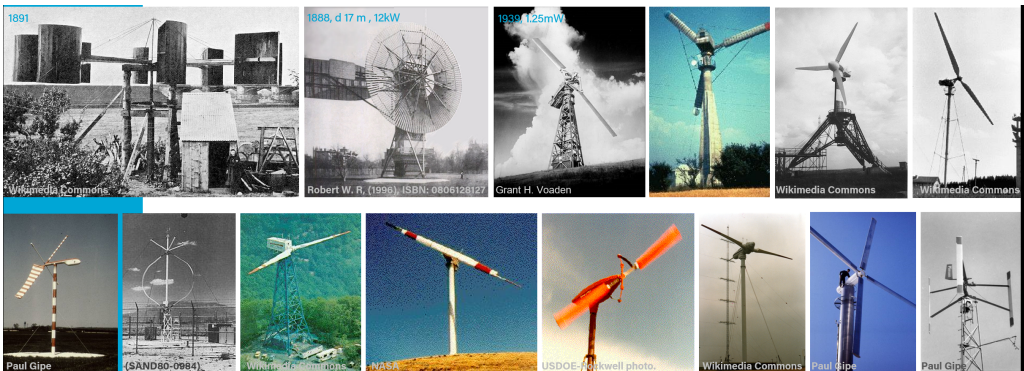 1891
1888, d 17 m , 12kW
1939, 1.25mW
Wikimedia Commons
Robert W. R, (1996), ISBN: 0806128127
Grant H. Voaden
Wikimedia Commons
Wikimedia Commons
Paul Gipe
(SAND80-0984)
Wikimedia Commons
NASA
USDOE-Rockwell photo.
Wikimedia Commons
Paul Gipe
Paul Gipe